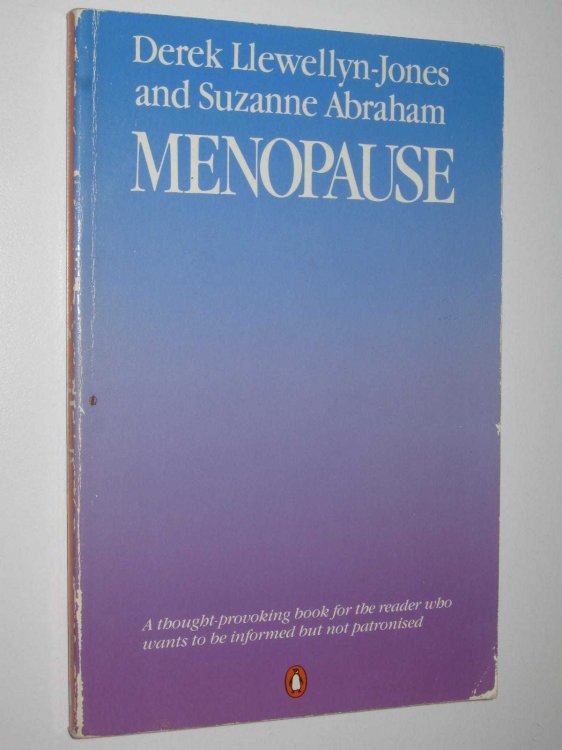 Derek Llewellyn-Jones
and Suzanne Abraham
MENOPAUSE
A thought-provoking book for the reader who
wants to be informed but not patronised